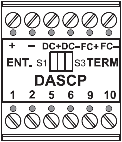 + - DC+ DC- FC+ FC-
ENT. S1 S3 TERM
DASCP
1 2 5 6 9 10